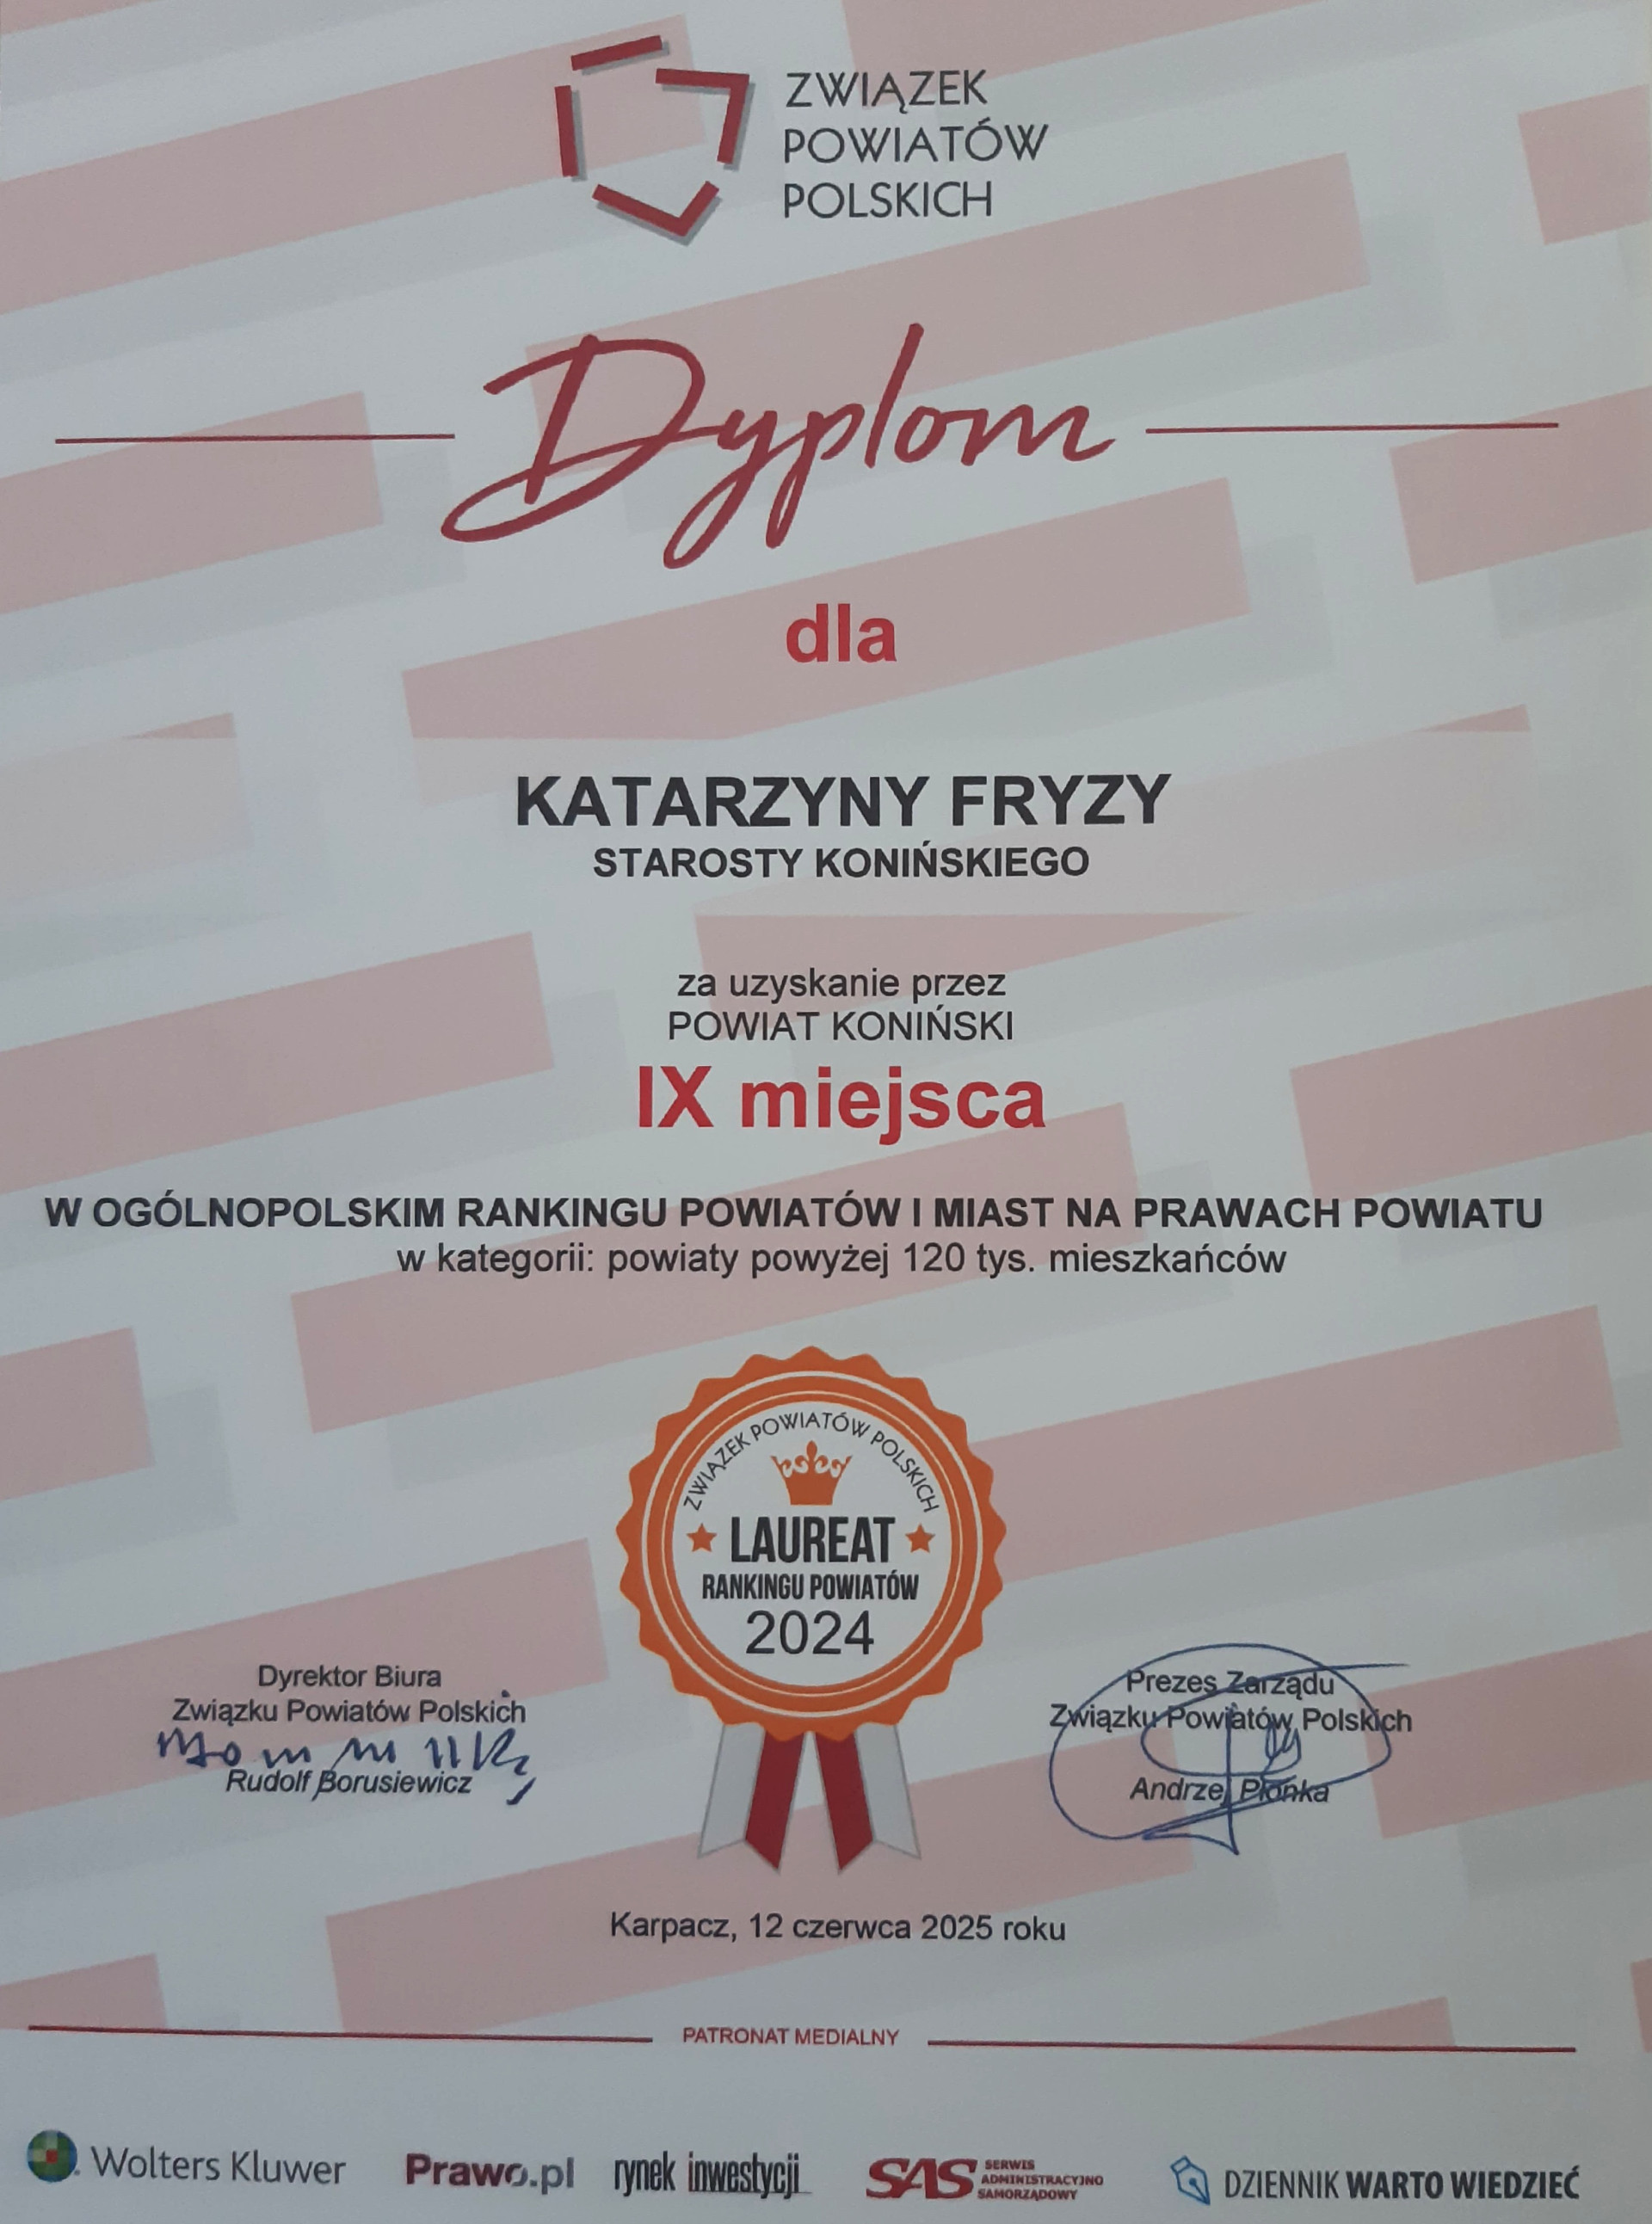 ZWIĄZEK
POWIATÓW
POLSKICH
Dyplom
dla
KATARZYNY FRYZY
STAROSTY KONIŃSKIEGO
za uzyskanie przez
POWIAT KONIŃSKI
IX miejsca
W OGÓLNOPOLSKIM RANKINGU POWIATÓW I MIAST NA PRAWACH POWIATU
w kategorii: powiaty powyżej 120 tys. mieszkańców
ZWIĄZEK POWIATÓW POLSKICH
LAUREAT
RANKINGU POWIATÓW
2024
Dyrektor Biura
Związku Powiatów Polskich
Rudolf Borusiewicz
Prezes Zarządu
Związku Powiatów Polskich
Andrzej Płonka
Karpacz, 12 czerwca 2025 roku
PATRONAT MEDIALNY
Wolters Kluwer
Prawo.pl
rynek inwestycji
SAS SERWIS
ADMINISTRACYJNO
SAMORZĄDOWY
DZIENNIK WARTO WIEDZIEĆ